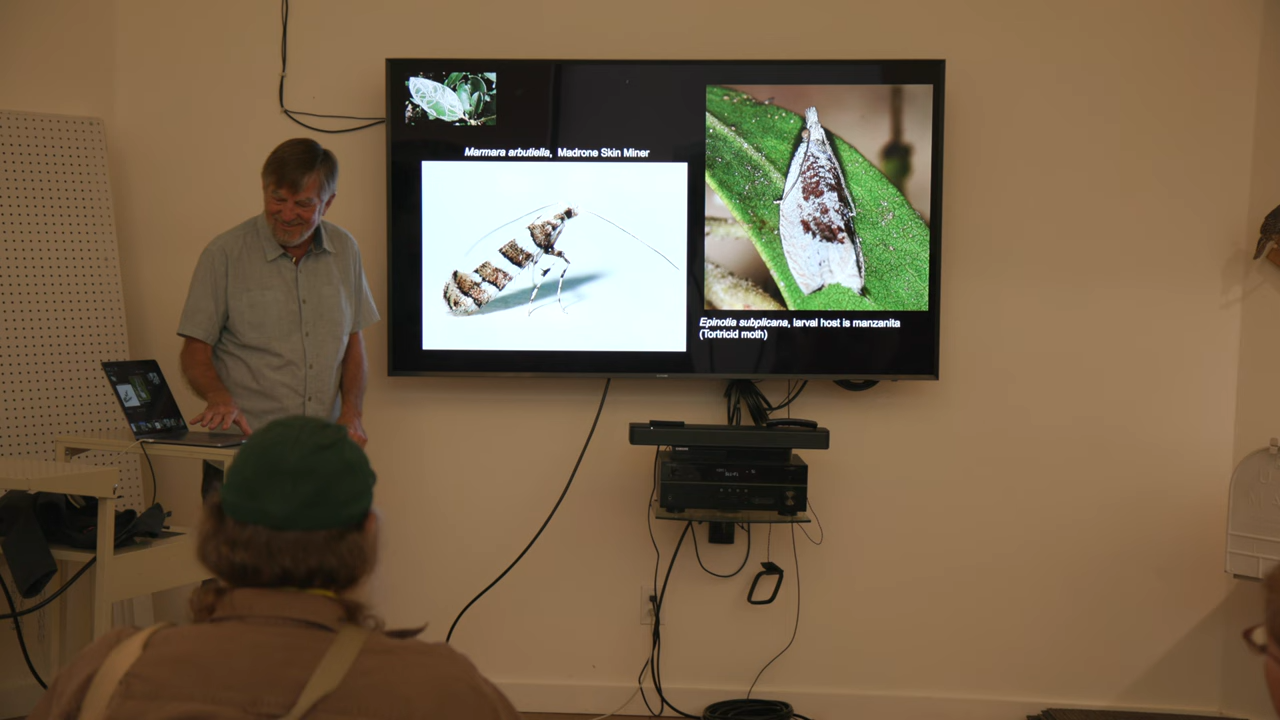 Marmara arbutiella, Madrone Skin Miner
Epinotia subplicana, larval host is manzanita
(Tortricid moth)